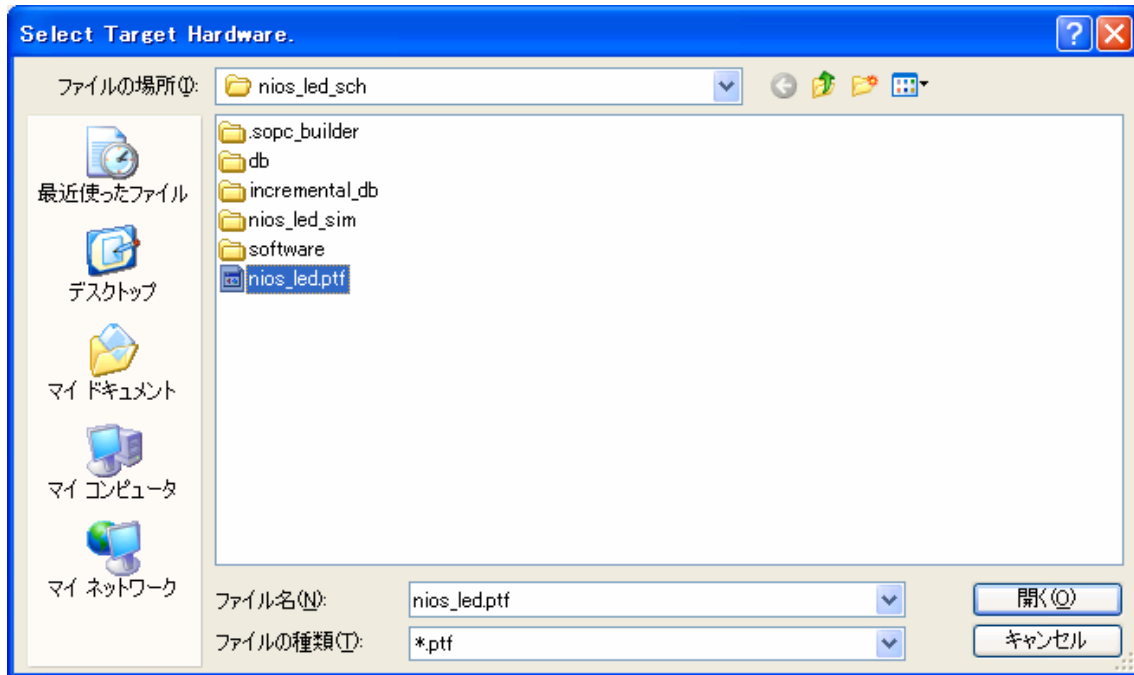 Select Target Hardware.
ファイルの場所(I):
nios_led_sch
最近使ったファイル
デスクトップ
マイ ドキュメント
マイ コンピュータ
マイ ネットワーク
.sopc_builder
db
incremental_db
nios_led_sim
software
nios_led.ptf
ファイル名(N):
nios_led.ptf
開く(O)
ファイルの種類(T):
*.ptf
キャンセル